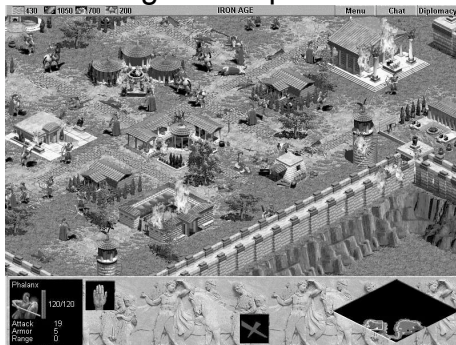 430 1050 700 200 IRON AGE Menu Chat Diplomacy
Phalanx
120/120
Attack 19
Armor 5
Range 0